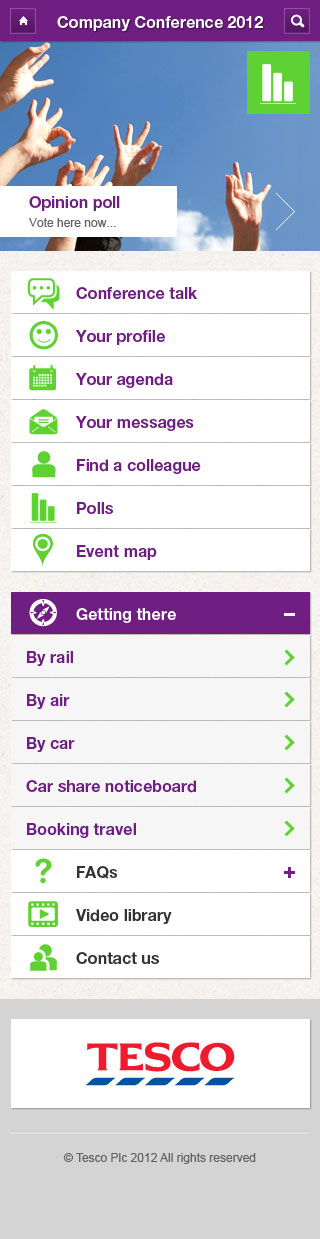 Company Conference 2012
Opinion poll
Vote here now...
Conference talk
Your profile
Your agenda
Your messages
Find a colleague
Polls
Event map
Getting there
By rail
By air
By car
Car share noticeboard
Booking travel
FAQs
Video library
Contact us
TESCO
© Tesco Plc 2012 All rights reserved